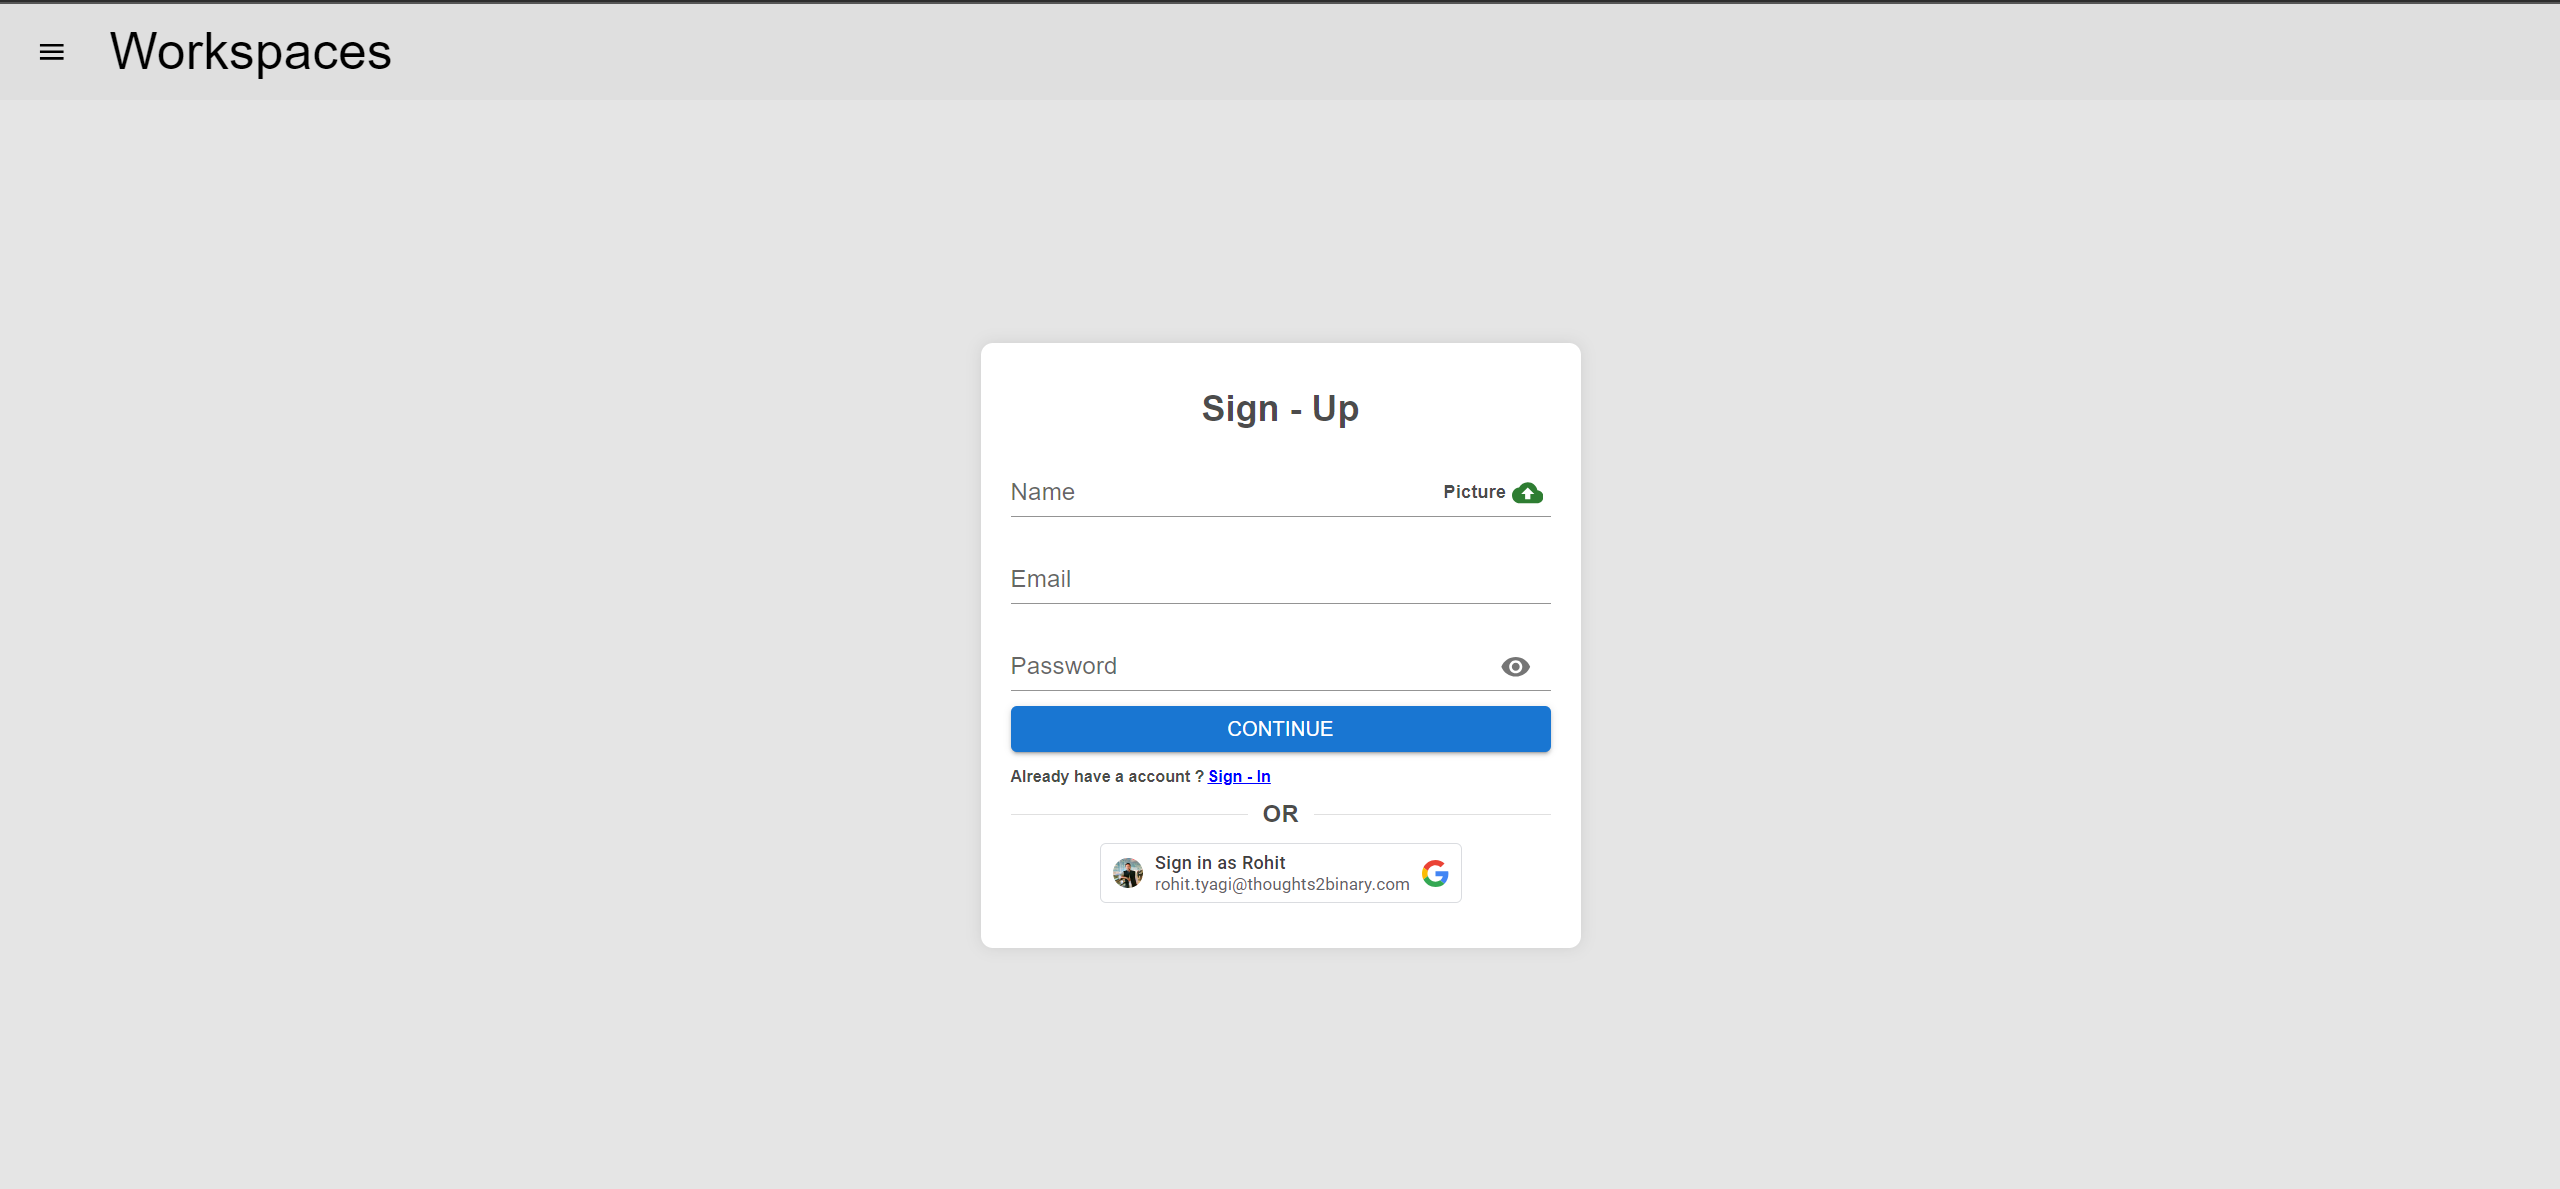 Workspaces
Sign - Up
Name
Picture
Email
Password
CONTINUE
Already have a account ? Sign - In
OR
Sign in as Rohit
rohit.tyagi@thoughts2binary.com